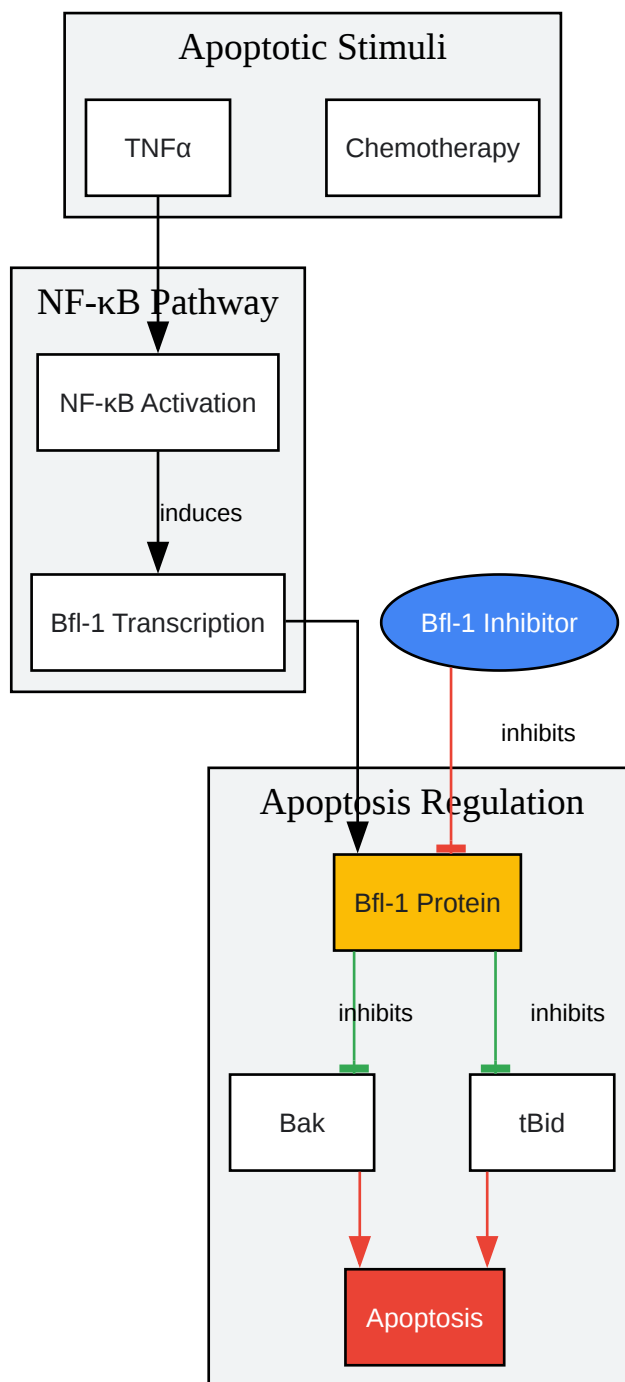 Apoptotic Stimuli
TNFα
Chemotherapy
NF-κB Pathway
NF-κB Activation
induces
Bfl-1 Transcription
Bfl-1 Inhibitor
inhibits
Apoptosis Regulation
Bfl-1 Protein
inhibits
inhibits
Bak
tBid
Apoptosis